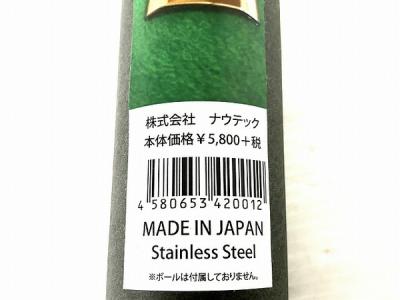 株式会社　ナウテック
本体価格￥5,800+税
4 580653 420012
MADE IN JAPAN
Stainless Steel
※ボールは付属しておりません。